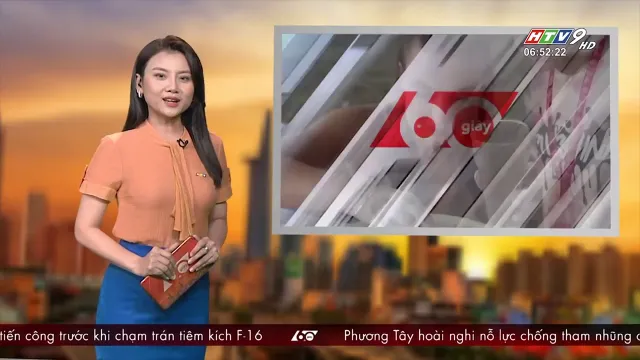 HTV9 HD
06:52:22
60 giây
tiến công trước khi chạm trán tiêm kích F-16 60 Phương Tây hoài nghi nỗ lực chống tham nhũng